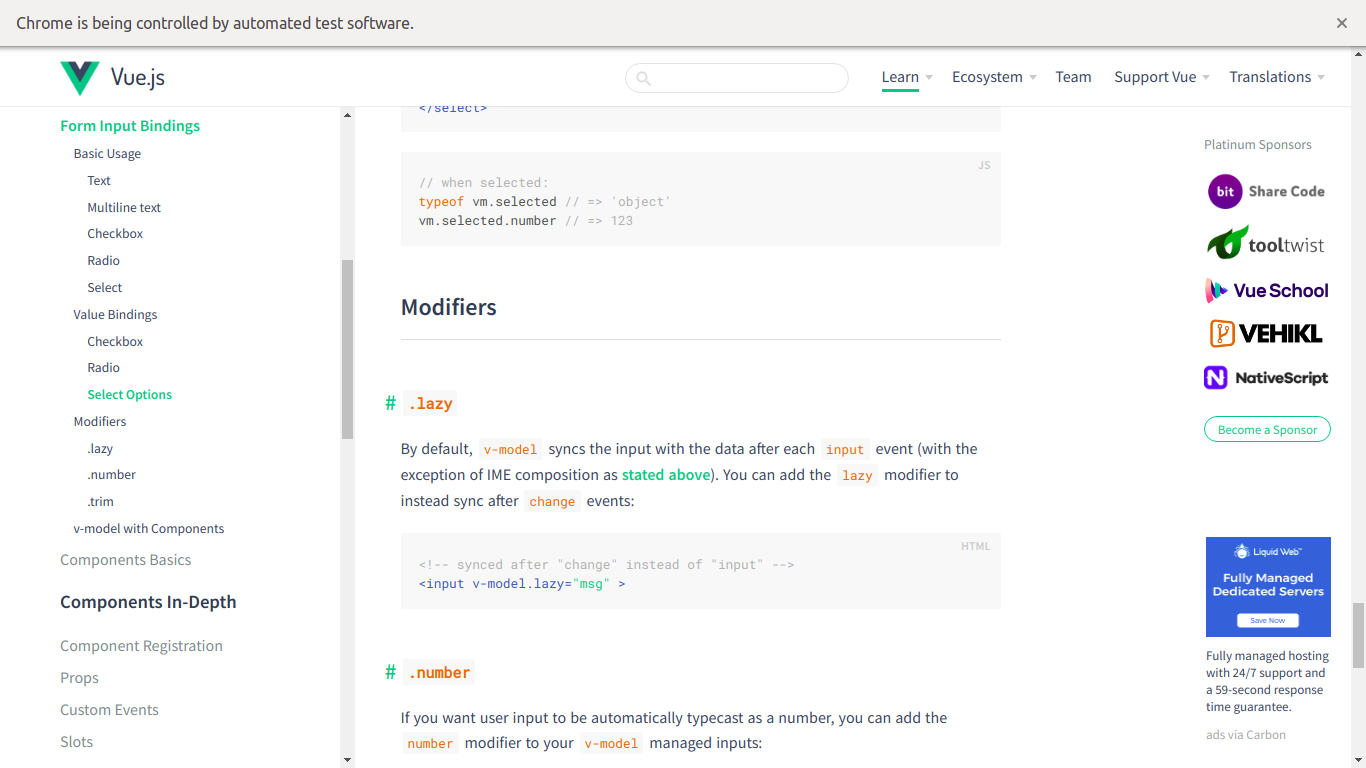 Chrome is being controlled by automated test software.
Vue.js
Learn
Ecosystem
Team
Support Vue
Translations
Form Input Bindings
Basic Usage
Text
Multiline text
Checkbox
Radio
Select
Value Bindings
Checkbox
Radio
Select Options
Modifiers
.lazy
.number
.trim
v-model with Components
Components Basics
Components In-Depth
Component Registration
Props
Custom Events
Slots
</select>
JS
// when selected:
typeof vm.selected // => 'object'
vm.selected.number // => 123
Modifiers
# .lazy
By default, v-model syncs the input with the data after each input event (with the
exception of IME composition as stated above). You can add the lazy modifier to
instead sync after change events:
HTML
<!-- synced after "change" instead of "input" -->
<input v-model.lazy="msg" >
# .number
If you want user input to be automatically typecast as a number, you can add the
number modifier to your v-model managed inputs:
Platinum Sponsors
bit Share Code
tooltwist
Vue School
VEHIKL
N NativeScript
Become a Sponsor
Liquid Web
Fully Managed
Dedicated Servers
Save Now
Fully managed hosting
with 24/7 support and
a 59-second response
time guarantee.
ads via Carbon